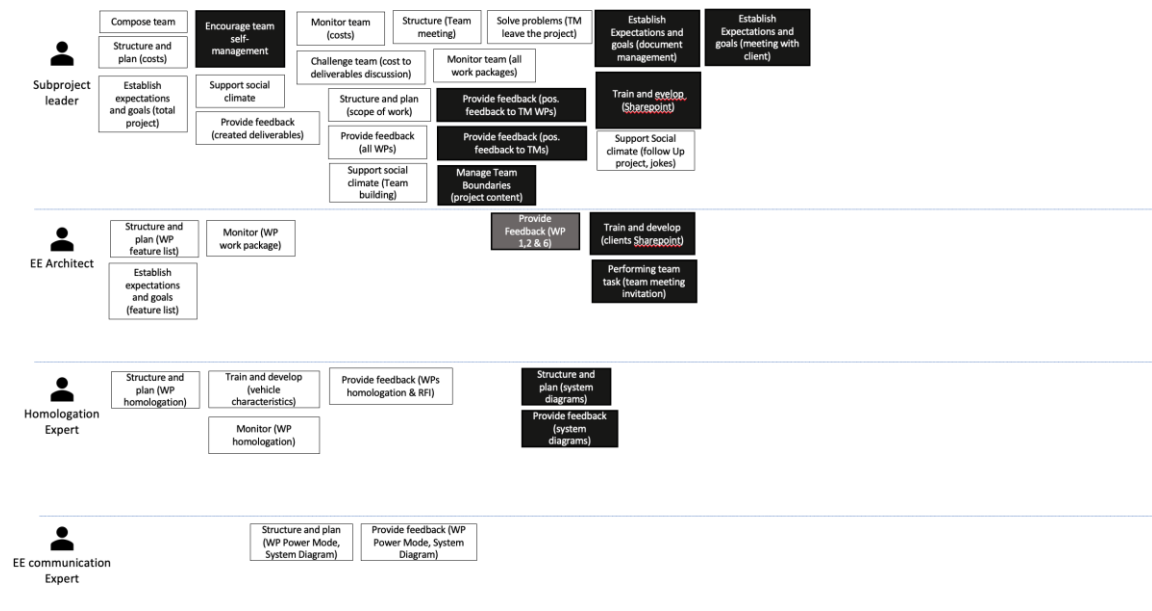 Subproject
leader
Compose team
Structure and
plan (costs)
Establish
expectations
and goals (total
project)
Encourage team
self-
management
Support social
climate
Provide feedback
(created deliverables)
Monitor team
(costs)
Challenge team (cost to
deliverables discussion)
Structure and plan
(scope of work)
Provide feedback
(all WPs)
Support social
climate (Team
building)
Structure (Team
meeting)
Monitor team (all
work packages)
Provide feedback (pos.
feedback to TM WPs)
Provide feedback (pos.
feedback to TMs)
Manage Team
Boundaries
(project content)
Solve problems (TM
leave the project)
Establish
Expectations and
goals (document
management)
Train and evelop
(Sharepoint)
Support Social
climate (follow Up
project, jokes)
Establish
Expectations and
goals (meeting with
client)
EE Architect
Structure and
plan (WP
feature list)
Establish
expectations
and goals
(feature list)
Monitor (WP
work package)
Provide
Feedback (WP
1,2 & 6)
Train and develop
(clients Sharepoint)
Performing team
task (team meeting
invitation)
Homologation
Expert
Structure and
plan (WP
homologation)
Train and develop
(vehicle
characteristics)
Monitor (WP
homologation)
Provide feedback (WPs
homologation & RFI)
Structure and
plan (system
diagrams)
Provide feedback
(system
diagrams)
EE communication
Expert
Structure and plan
(WP Power Mode,
System Diagram)
Provide feedback (WP
Power Mode, System
Diagram)